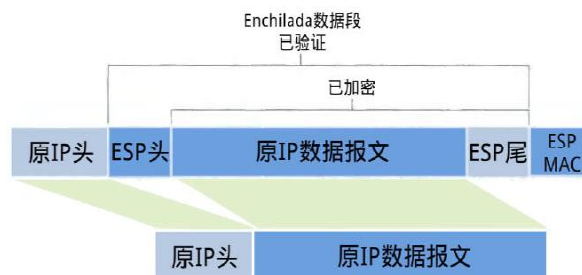 Enchilada数据段
已验证
已加密
原IP头
ESP头
原IP数据报文
ESP尾
ESP
MAC
原IP头
原IP数据报文